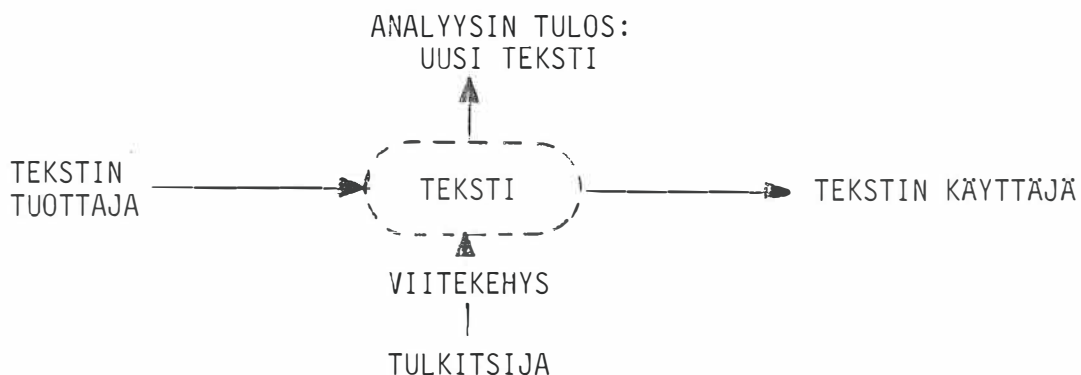 ANALYYSIN TULOS:
UUSI TEKSTI
TEKSTIN
TUOTTAJA
TEKSTI
TEKSTIN KÄYTTÄJÄ
VIITEKEHYS
TULKITSIJA